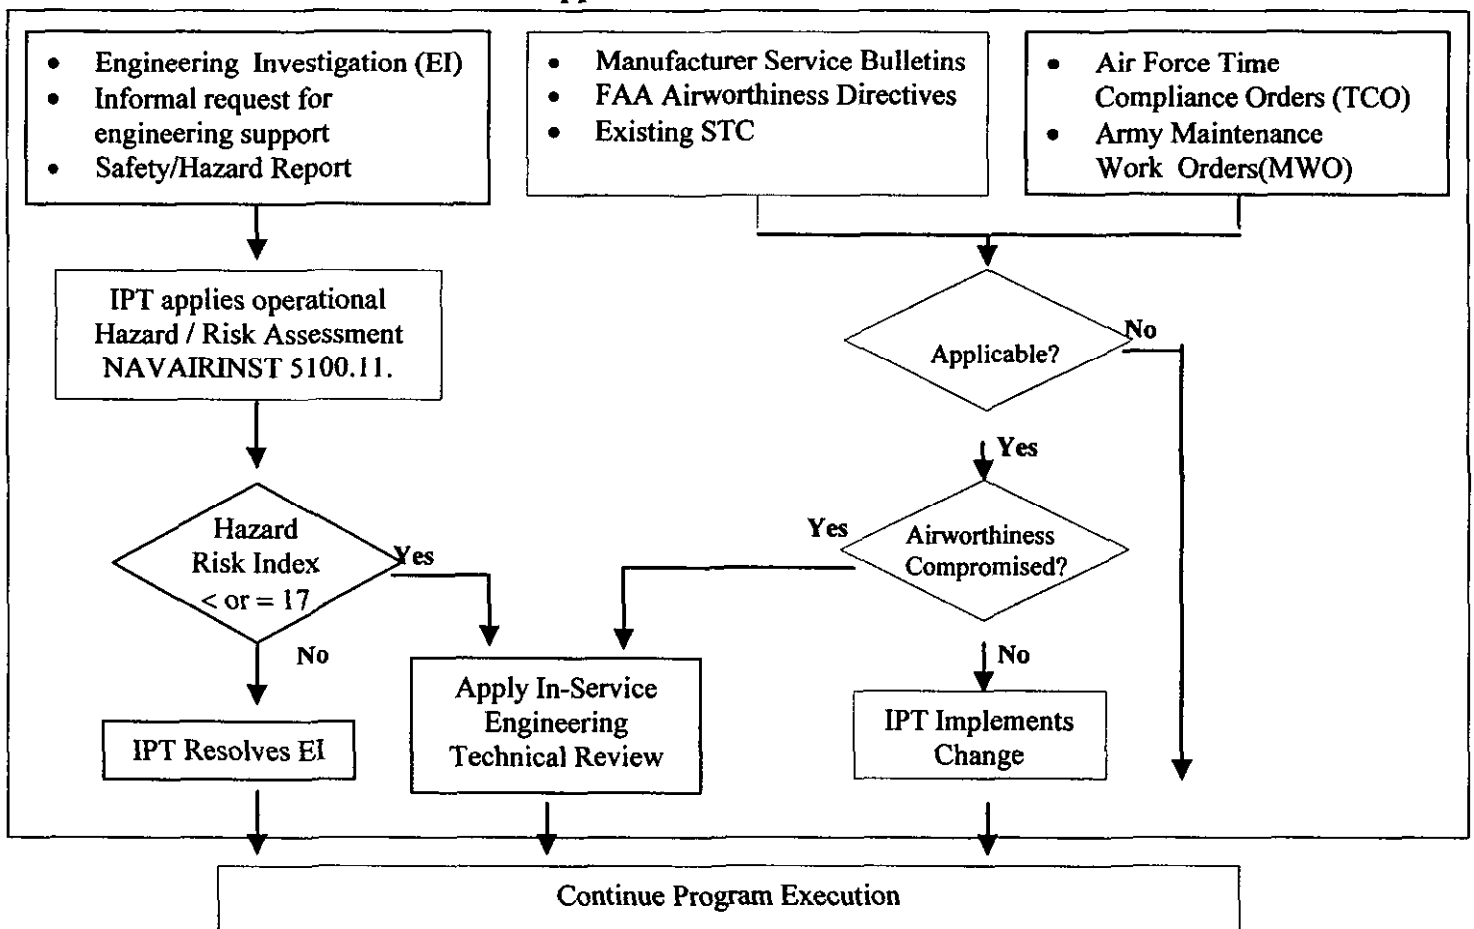 • Engineering Investigation (EI)
• Informal request for
engineering support
• Safety/Hazard Report
• Manufacturer Service Bulletins
• FAA Airworthiness Directives
• Existing STC
• Air Force Time
Compliance Orders (TCO)
• Army Maintenance
Work Orders(MWO)
IPT applies operational
Hazard / Risk Assessment
NAVAIRINST 5100.11.
Applicable?
No
Yes
Hazard
Risk Index
< or = 17
Yes
No
Yes
Airworthiness
Compromised?
No
IPT Resolves EI
Apply In-Service
Engineering
Technical Review
IPT Implements
Change
Continue Program Execution